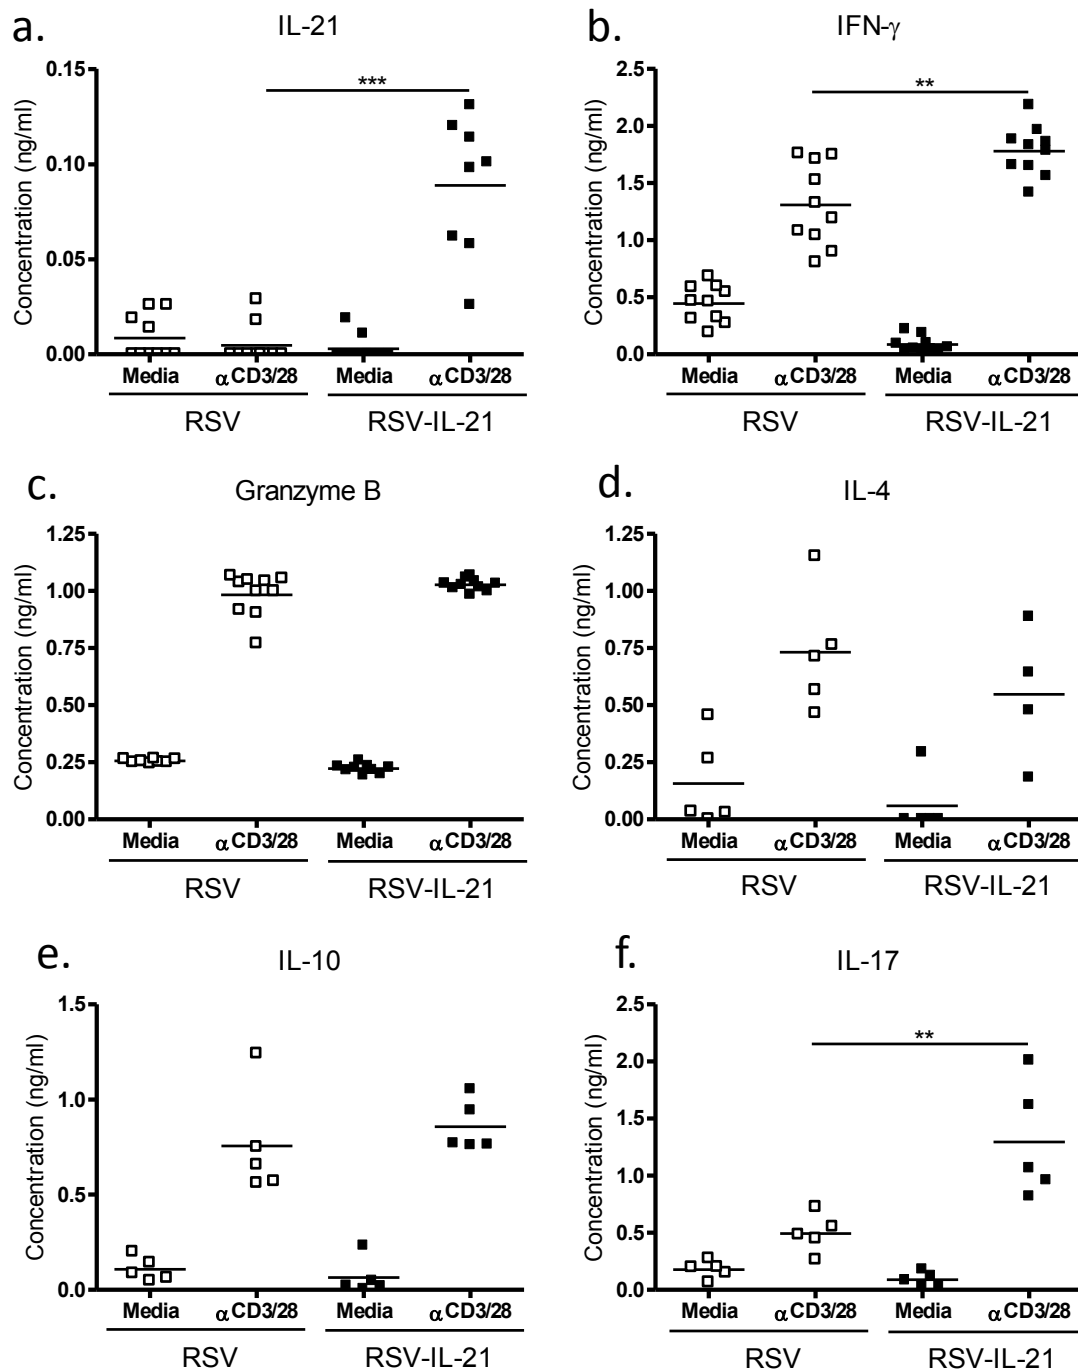 a.
IL-21
Concentration (ng/ml)
0.15
***
0.10
0.05
0.00
Media αCD3/28 Media αCD3/28
RSV RSV-IL-21
b.
IFN-γ
Concentration (ng/ml)
2.5
**
2.0
1.5
1.0
0.5
0.0
Media αCD3/28 Media αCD3/28
RSV RSV-IL-21
c.
Granzyme B
Concentration (ng/ml)
1.25
1.00
0.75
0.50
0.25
0.00
Media αCD3/28 Media αCD3/28
RSV RSV-IL-21
d.
IL-4
Concentration (ng/ml)
1.25
1.00
0.75
0.50
0.25
0.00
Media αCD3/28 Media αCD3/28
RSV RSV-IL-21
e.
IL-10
Concentration (ng/ml)
1.5
1.0
0.5
0.0
Media αCD3/28 Media αCD3/28
RSV RSV-IL-21
f.
IL-17
Concentration (ng/ml)
2.5
**
2.0
1.5
1.0
0.5
0.0
Media αCD3/28 Media αCD3/28
RSV RSV-IL-21